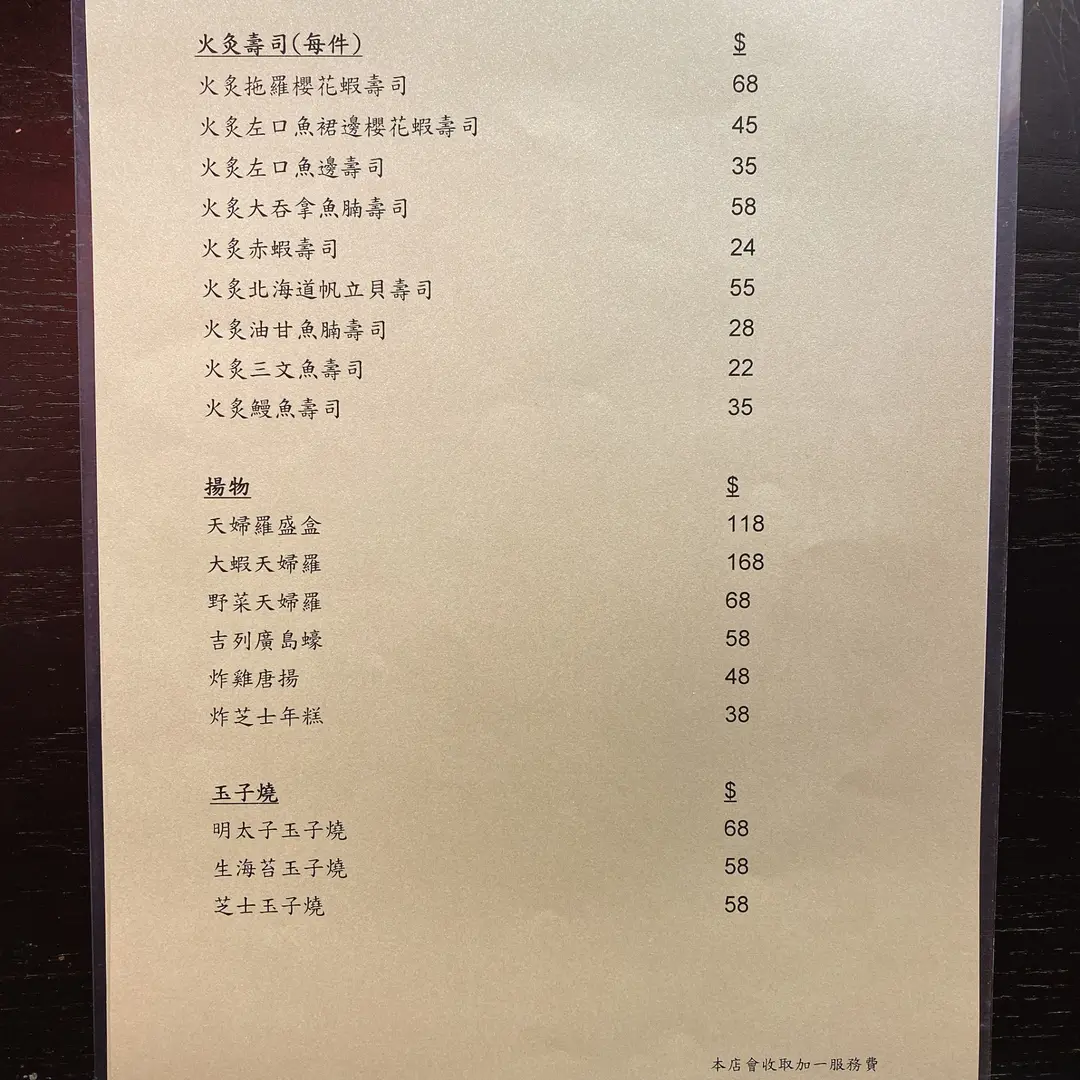 火灸壽司(每件) $
火炙拖羅櫻花蝦壽司 68
火炙左口魚裙邊櫻花蝦壽司 45
火炙左口魚邊壽司 35
火炙大吞拿魚腩壽司 58
火炙赤蝦壽司 24
火炙北海道帆立貝壽司 55
火炙油甘魚腩壽司 28
火炙三文魚壽司 22
火炙鰻魚壽司 35
揚物 $
天婦羅盛盒 118
大蝦天婦羅 168
野菜天婦羅 68
吉列廣島蠔 58
炸雞唐揚 48
炸芝士年糕 38
玉子燒 $
明太子玉子燒 68
生海苔玉子燒 58
芝士玉子燒 58
本店會收取加一服務費